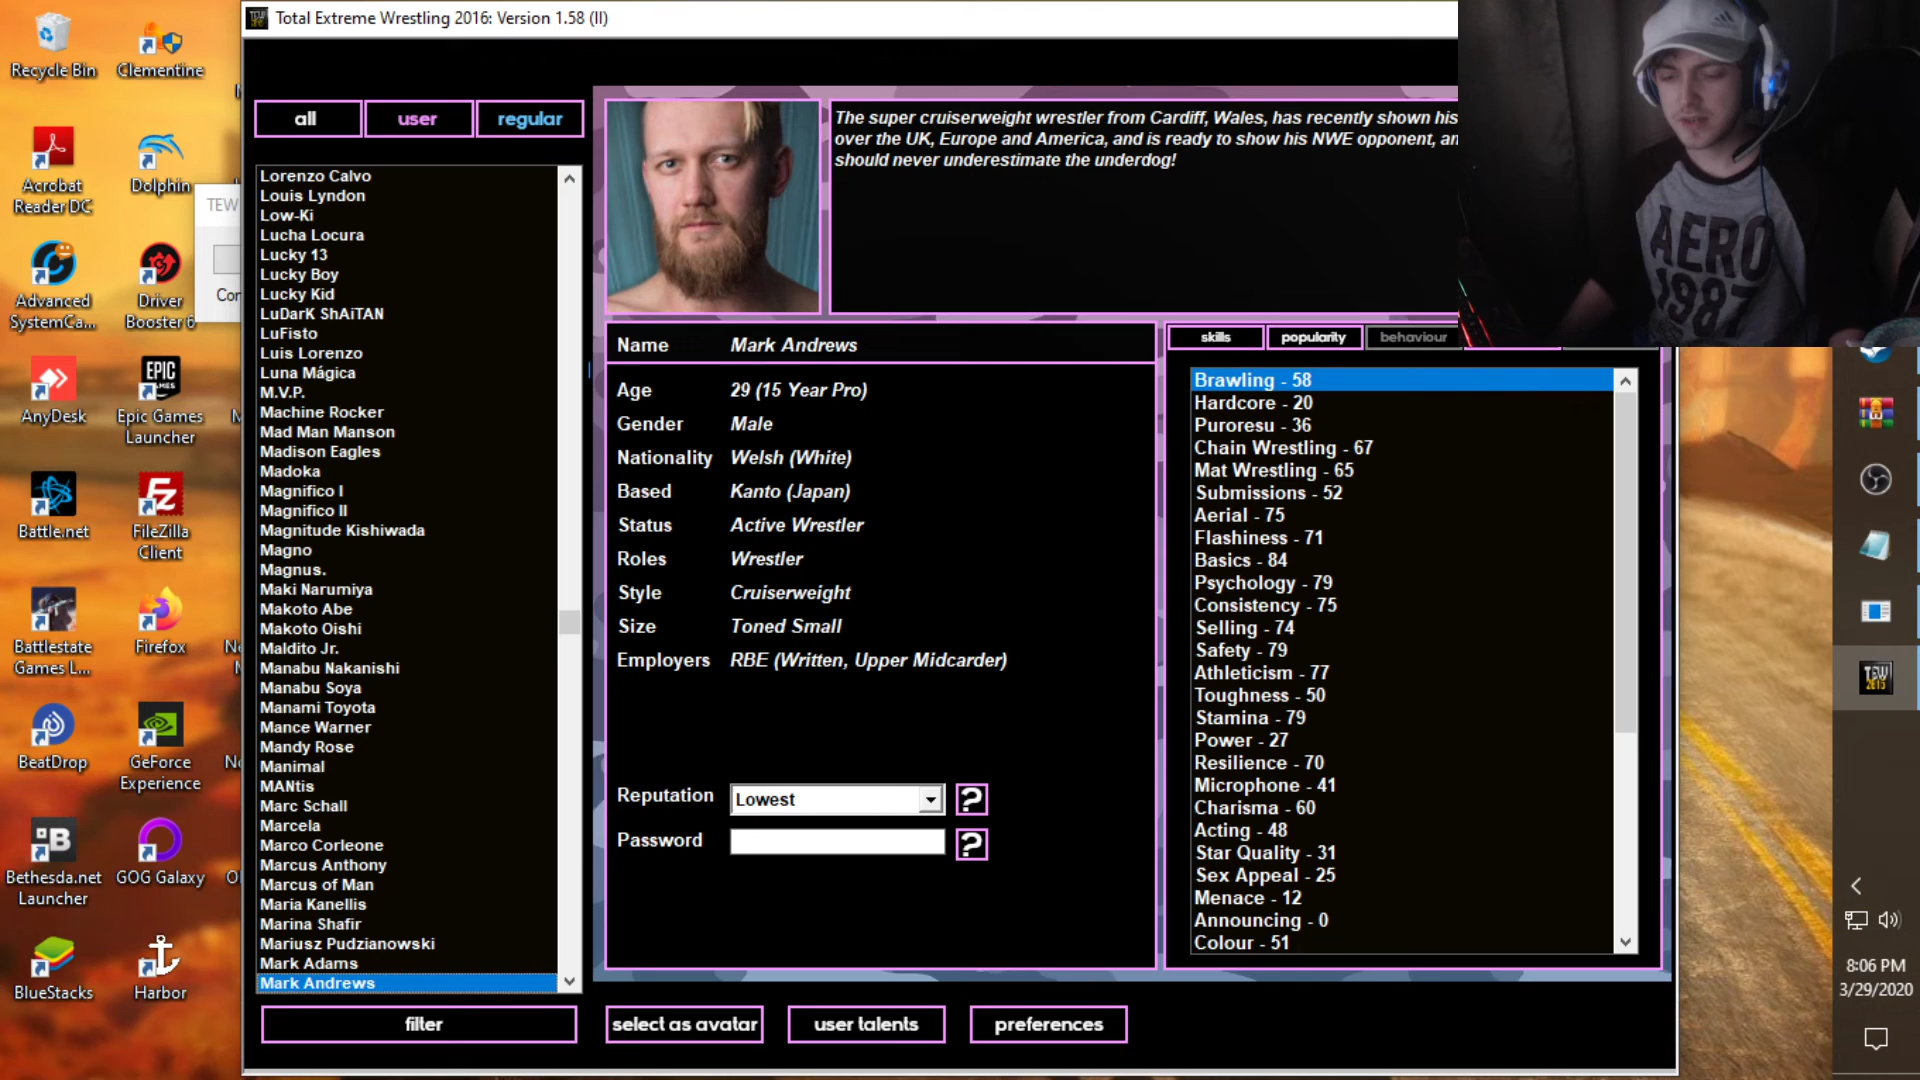 Total Extreme Wrestling 2016: Version 1.58 (II)
Recycle Bin
Clementine
Acrobat
Reader DC
Dolphin
Advanced
SystemCa...
Driver
Booster 6
AnyDesk
Epic Games
Launcher
Battle.net
FileZilla
Client
Battlestate
Games L...
Firefox
BeatDrop
GeForce
Experience
Bethesda.net
Launcher
GOG Galaxy
BlueStacks
Harbor
TEW
Cor
all
user
regular
Lorenzo Calvo
Louis Lyndon
Low-Ki
Lucha Locura
Lucky 13
Lucky Boy
Lucky Kid
LuDarK ShAiTAN
LuFisto
Luis Lorenzo
Luna Mágica
M.V.P.
Machine Rocker
Mad Man Manson
Madison Eagles
Madoka
Magnifico I
Magnifico II
Magnitude Kishiwada
Magno
Magnus.
Maki Narumiya
Makoto Abe
Makoto Oishi
Maldito Jr.
Manabu Nakanishi
Manabu Soya
Manami Toyota
Mance Warner
Mandy Rose
Manimal
MANtis
Marc Schall
Marcela
Marco Corleone
Marcus Anthony
Marcus of Man
Maria Kanellis
Marina Shafir
Mariusz Pudzianowski
Mark Adams
Mark Andrews
filter
The super cruiserweight wrestler from Cardiff, Wales, has recently shown his
over the UK, Europe and America, and is ready to show his NWE opponent, an
should never underestimate the underdog!
Name Mark Andrews
Age 29 (15 Year Pro)
Gender Male
Nationality Welsh (White)
Based Kanto (Japan)
Status Active Wrestler
Roles Wrestler
Style Cruiserweight
Size Toned Small
Employers RBE (Written, Upper Midcarder)
Reputation Lowest ?
Password ?
select as avatar
user talents
preferences
skills
popularity
behaviour
Brawling - 58
Hardcore - 20
Puroresu - 36
Chain Wrestling - 67
Mat Wrestling - 65
Submissions - 52
Aerial - 75
Flashiness - 71
Basics - 84
Psychology - 79
Consistency - 75
Selling - 74
Safety - 79
Athleticism - 77
Toughness - 50
Stamina - 79
Power - 27
Resilience - 70
Microphone - 41
Charisma - 60
Acting - 48
Star Quality - 31
Sex Appeal - 25
Menace - 12
Announcing - 0
Colour - 51
AERO
1987
EPIC
GAMES
TEW
2016
8:06 PM
3/29/2020